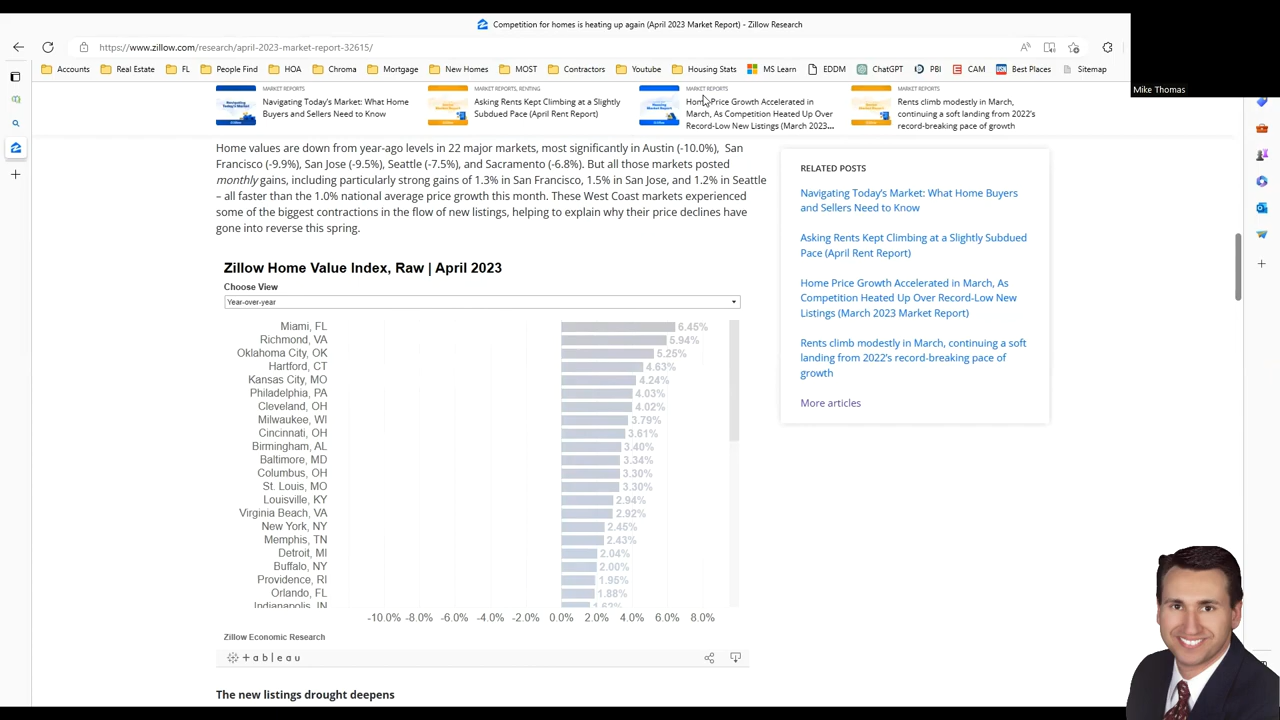 Competition for homes is heating up again (April 2023 Market Report) - Zillow Research
https://www.zillow.com/research/april-2023-market-report-32615/
Mike Thomas
Accounts Real Estate FL People Find HOA Chroma Mortgage New Homes MOST Contractors Youtube Housing Stats MS Learn EDDM ChatGPT PBI CAM Best Places Sitemap
MARKET REPORTS
Navigating Today's Market: What Home
Buyers and Sellers Need to Know
MARKET REPORTS, RENTING
Asking Rents Kept Climbing at a Slightly
Subdued Pace (April Rent Report)
MARKET REPORTS
Home Price Growth Accelerated in
March, As Competition Heated Up Over
Record-Low New Listings (March 2023...
MARKET REPORTS
Rents climb modestly in March,
continuing a soft landing from 2022's
record-breaking pace of growth
Home values are down from year-ago levels in 22 major markets, most significantly in Austin (-10.0%), San
Francisco (-9.9%), San Jose (-9.5%), Seattle (-7.5%), and Sacramento (-6.8%). But all those markets posted
monthly gains, including particularly strong gains of 1.3% in San Francisco, 1.5% in San Jose, and 1.2% in Seattle
– all faster than the 1.0% national average price growth this month. These West Coast markets experienced
some of the biggest contractions in the flow of new listings, helping to explain why their price declines have
gone into reverse this spring.
Zillow Home Value Index, Raw | April 2023
Choose View
Year-over-year
Miami, FL 6.45%
Richmond, VA 5.94%
Oklahoma City, OK 5.25%
Hartford, CT 4.63%
Kansas City, MO 4.24%
Philadelphia, PA 4.03%
Cleveland, OH 4.02%
Milwaukee, WI 3.79%
Cincinnati, OH 3.61%
Birmingham, AL 3.40%
Baltimore, MD 3.34%
Columbus, OH 3.30%
St. Louis, MO 3.30%
Louisville, KY 2.94%
Virginia Beach, VA 2.92%
New York, NY 2.45%
Memphis, TN 2.43%
Detroit, MI 2.04%
Buffalo, NY 2.00%
Providence, RI 1.95%
Orlando, FL 1.88%
Indianapolis, IN 1.62%
-10.0% -8.0% -6.0% -4.0% -2.0% 0.0% 2.0% 4.0% 6.0% 8.0%
Zillow Economic Research
+ a b l e a u
The new listings drought deepens
RELATED POSTS
Navigating Today's Market: What Home Buyers
and Sellers Need to Know
Asking Rents Kept Climbing at a Slightly Subdued
Pace (April Rent Report)
Home Price Growth Accelerated in March, As
Competition Heated Up Over Record-Low New
Listings (March 2023 Market Report)
Rents climb modestly in March, continuing a soft
landing from 2022's record-breaking pace of
growth
More articles